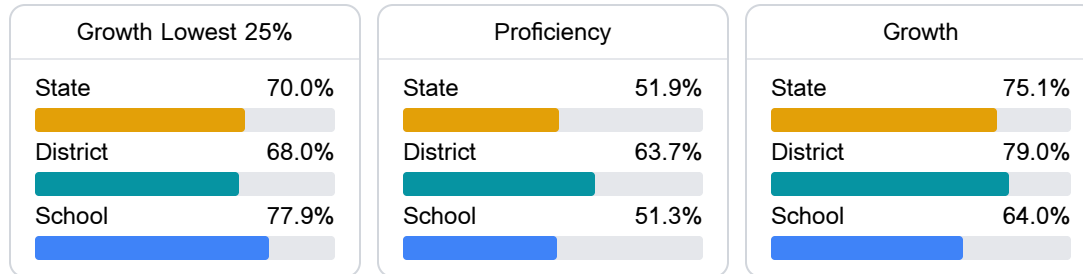 Growth Lowest 25%
State 70.0%
District 68.0%
School 77.9%
Proficiency
State 51.9%
District 63.7%
School 51.3%
Growth
State 75.1%
District 79.0%
School 64.0%